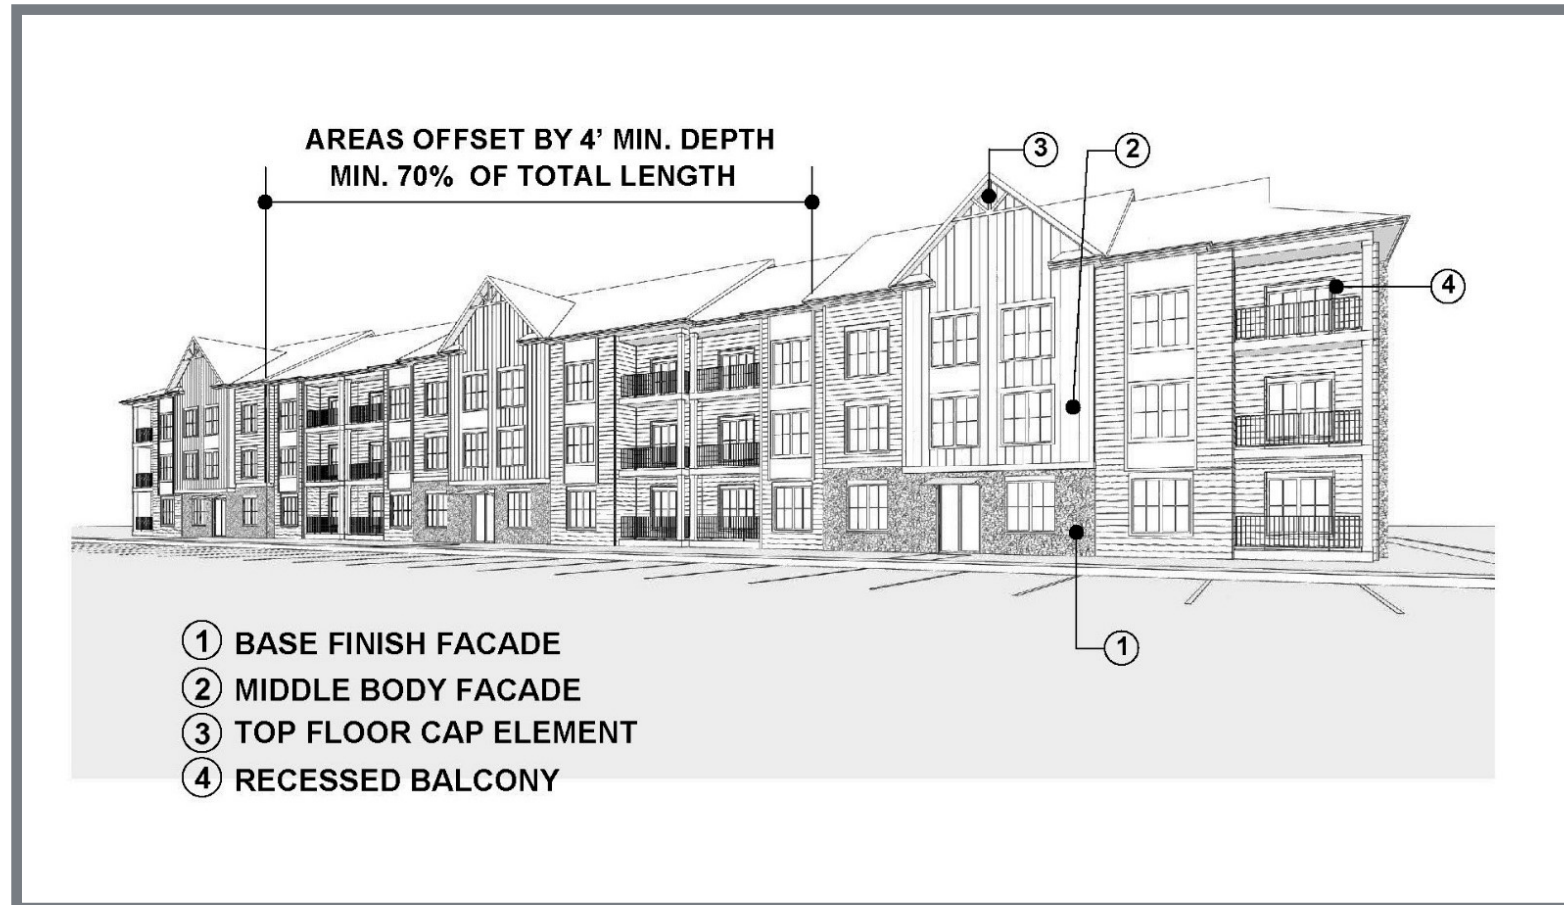 AREAS OFFSET BY 4’ MIN. DEPTH
MIN. 70% OF TOTAL LENGTH
3
2
4
1
1 BASE FINISH FACADE
2 MIDDLE BODY FACADE
3 TOP FLOOR CAP ELEMENT
4 RECESSED BALCONY